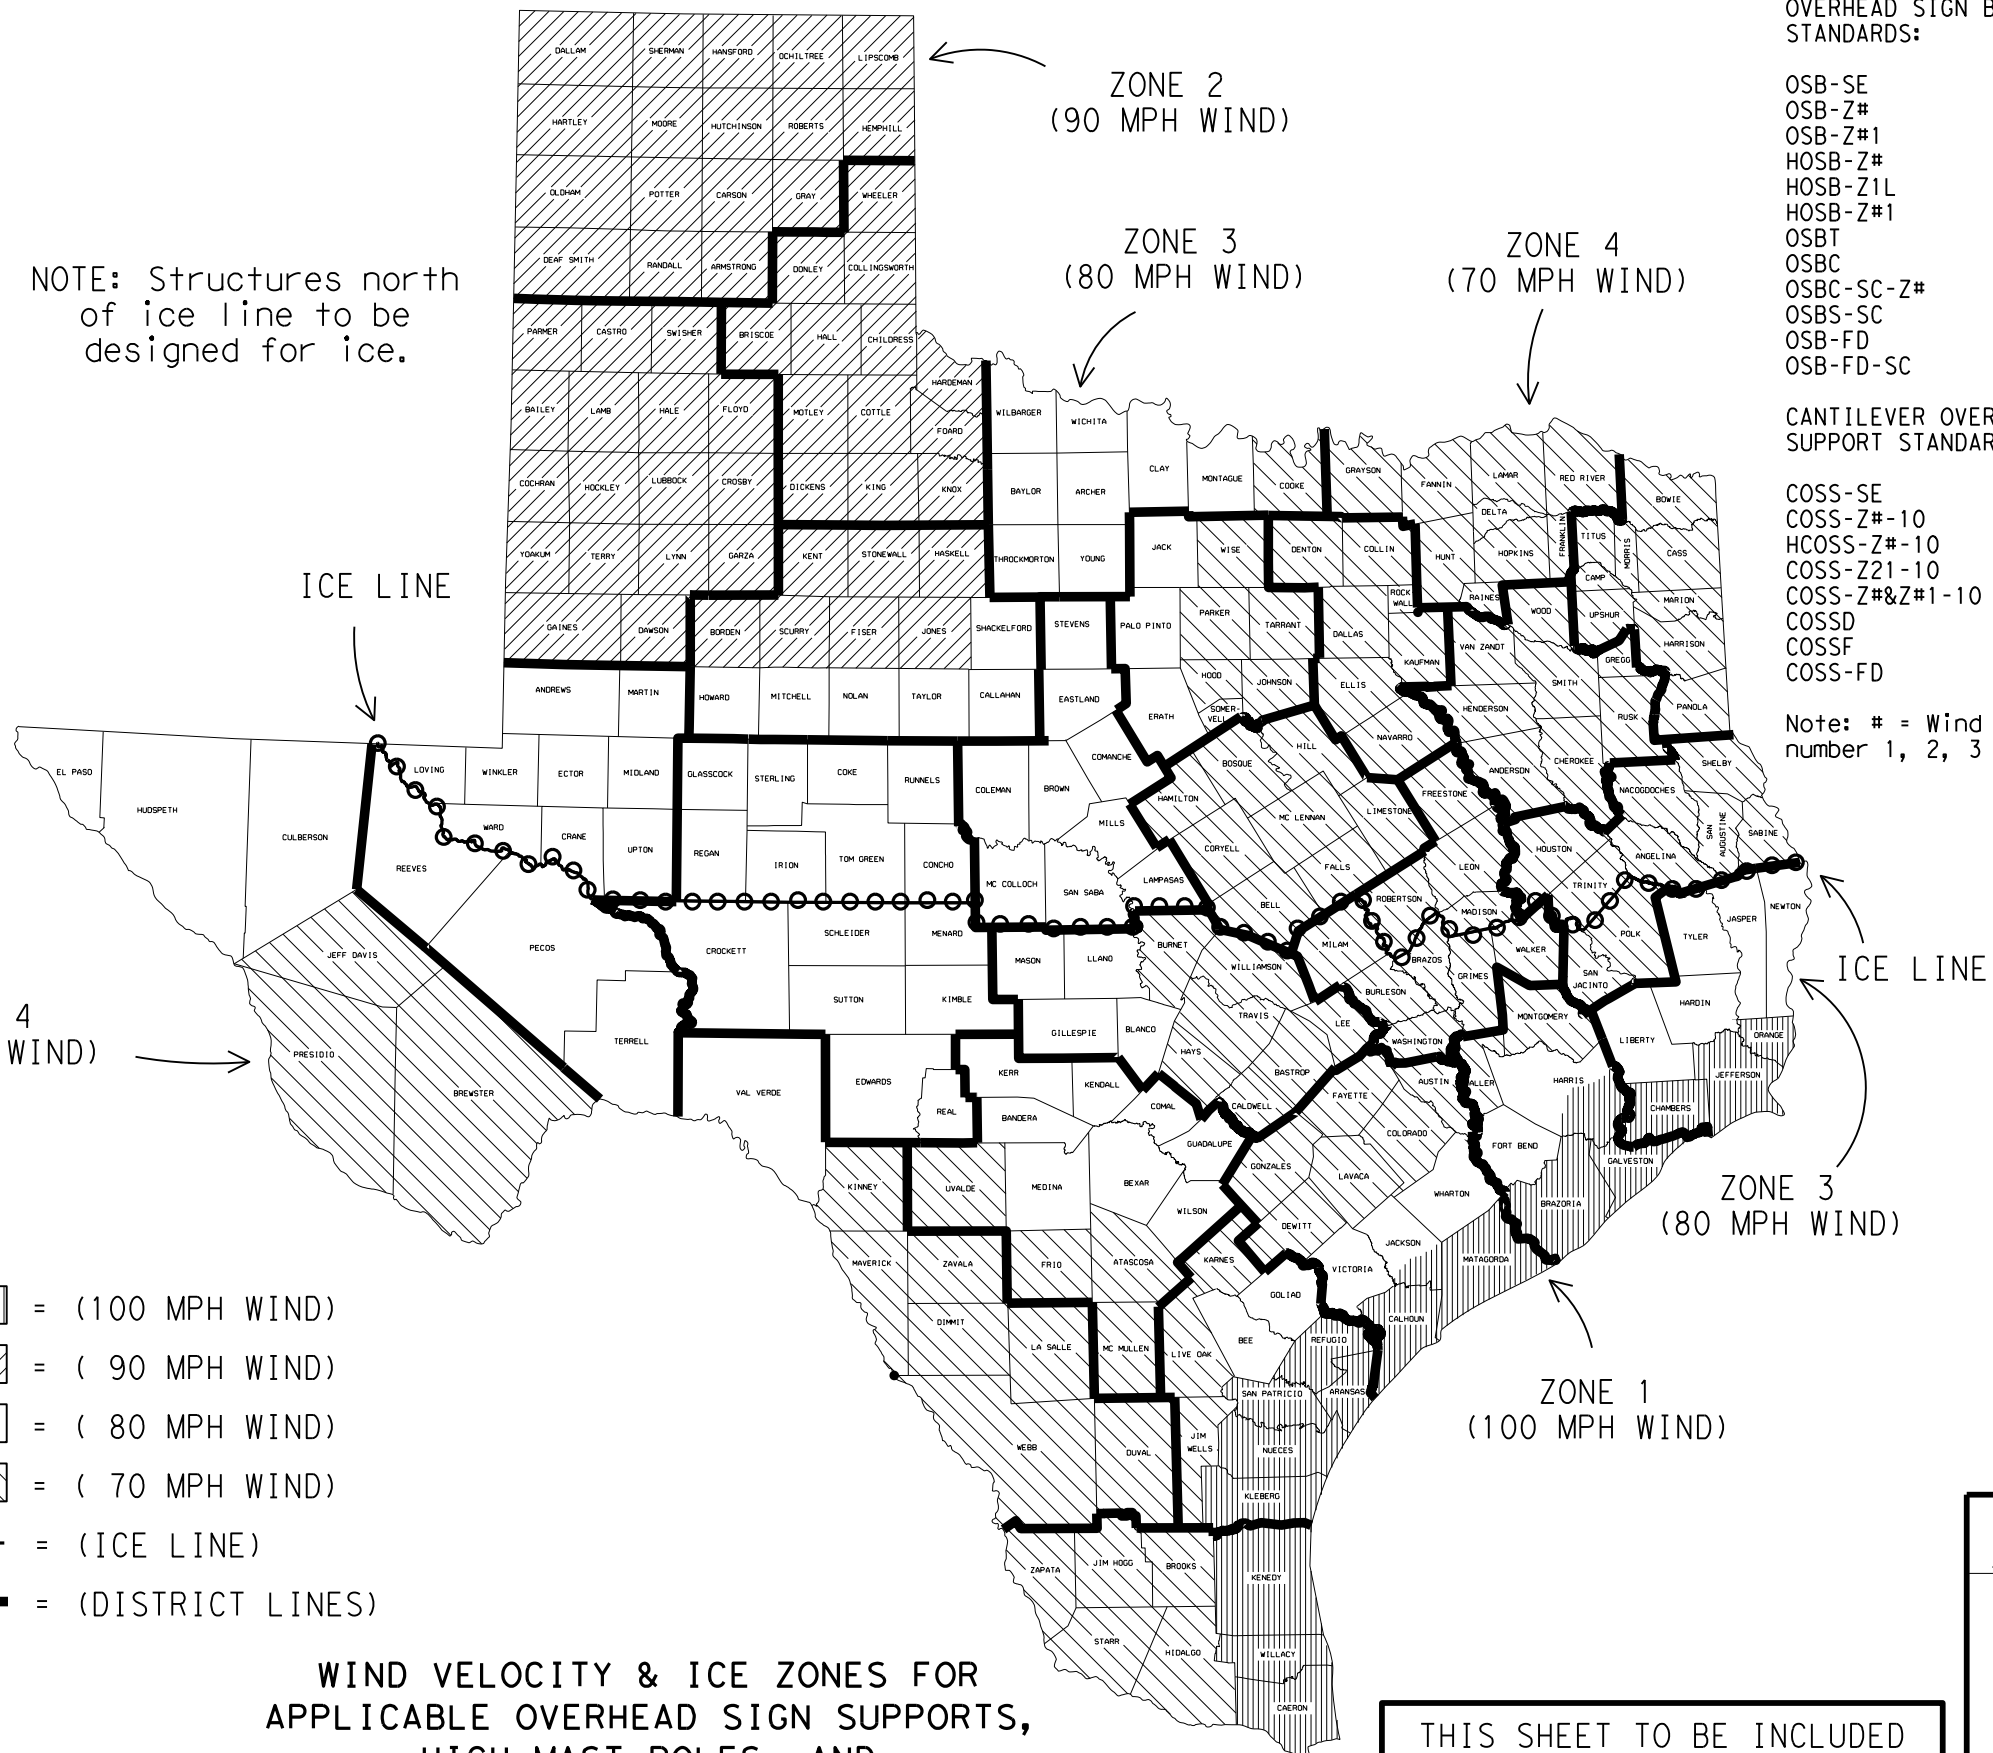 OVERHEAD SIGN B
STANDARDS:
OSB-SE
OSB-Z#
OSB-Z#1
HOSB-Z#
HOSB-Z1L
HOSB-Z#1
OSBT
OSBC
OSBC-SC-Z#
OSBS-SC
OSB-FD
OSB-FD-SC
CANTILEVER OVER
SUPPORT STANDAR
COSS-SE
COSS-Z#-10
HCOSS-Z#-10
COSS-Z21-10
COSS-Z#&Z#1-10
COSSD
COSSF
COSS-FD
Note: # = Wind
number 1, 2, 3
ZONE 2
(90 MPH WIND)
ZONE 3
(80 MPH WIND)
ZONE 4
(70 MPH WIND)
NOTE: Structures north
of ice line to be
designed for ice.
ICE LINE
DALLAM SHERMAN HANSFORD OCHILTREE LIPSCOMB
HARTLEY MOORE HUTCHINSON ROBERTS HEMPHILL
OLDHAM POTTER CARSON GRAY WHEELER
DEAF SMITH RANDALL ARMSTRONG DONLEY COLLINGSWORTH
PARMER CASTRO SWISHER BRISCOE HALL CHILDRESS
HARDEMAN
BAILEY LAMB HALE FLOYD MOTLEY COTTLE
FOARD WILBARGER WICHITA
COCHRAN HOCKLEY LUBBOCK CROSBY DICKENS KING KNOX BAYLOR ARCHER CLAY MONTAGUE COOKE GRAYSON FANNIN LAMAR RED RIVER BOWIE
DELTA
YOAKUM TERRY LYNN GARZA KENT STONEWALL HASKELL THROCKMORTON YOUNG JACK WISE DENTON COLLIN HUNT HOPKINS FRANKLIN TITUS MORRIS CASS
CAMP
GAINES DAWSON BORDEN SCURRY FISER JONES SHACKELFORD STEVENS PALO PINTO PARKER TARRANT DALLAS ROCK
WALL RAINES WOOD UPSHUR MARION
KAUFMAN VAN ZANDT GREGG HARRISON
ANDREWS MARTIN HOWARD MITCHELL NOLAN TAYLOR CALLAHAN EASTLAND ERATH HOOD JOHNSON ELLIS HENDERSON SMITH RUSK PANOLA
SOMER-
VELL
EL PASO HUDSPETH CULBERSON LOVING WINKLER ECTOR MIDLAND GLASSCOCK STERLING COKE RUNNELS COLEMAN BROWN COMANCHE BOSQUE HILL NAVARRO ANDERSON CHEROKEE NACOGDOCHES SHELBY
HAMILTON MC LENNAN LIMESTONE FREESTONE
REEVES WARD CRANE UPTON REGAN IRION TOM GREEN CONCHO MILLS CORYELL FALLS LEON HOUSTON ANGELINA SAN
AUGUSTINE SABINE
MC COLLOCH SAN SABA LAMPASAS BELL ROBERTSON MADISON TRINITY NEWTON
JEFF DAVIS PECOS CROCKETT SCHLEIDER MENARD MASON LLANO BURNET WILLIAMSON MILAM BRAZOS WALKER POLK TYLER JASPER
SUTTON KIMBLE GRIMES SAN
JACINTO HARDIN
BURLESON
GILLESPIE BLANCO TRAVIS LEE WASHINGTON MONTGOMERY LIBERTY ORANGE
PRESIDIO BREWSTER TERRELL HAYS BASTROP
VAL VERDE EDWARDS KERR KENDALL CALDWELL FAYETTE AUSTIN ALLER HARRIS JEFFERSON
REAL BANDERA COMAL GUADALUPE COLORADO FORT BEND CHAMBERS
GALVESTON
KINNEY UVALDE MEDINA BEXAR WILSON GONZALES LAVACA WHARTON BRAZORIA
DEWITT JACKSON MATAGORDA
MAVERICK ZAVALA FRIO ATASCOSA KARNES VICTORIA
GOLIAD CALHOUN
DIMMIT LA SALLE MC MULLEN LIVE OAK BEE REFUGIO
SAN PATRICIO ARANSAS
WEBB DUVAL JIM
WELLS NUECES
KLEBERG
ZAPATA JIM HOGG BROOKS KENEDY
STARR HIDALGO WILLACY
CAERON
ICE LINE
4
WIND)
ZONE 3
(80 MPH WIND)
ZONE 1
(100 MPH WIND)
= (100 MPH WIND)
= ( 90 MPH WIND)
= ( 80 MPH WIND)
= ( 70 MPH WIND)
= (ICE LINE)
= (DISTRICT LINES)
WIND VELOCITY & ICE ZONES FOR
APPLICABLE OVERHEAD SIGN SUPPORTS,
HIGH MAST POLES, AND
THIS SHEET TO BE INCLUDED